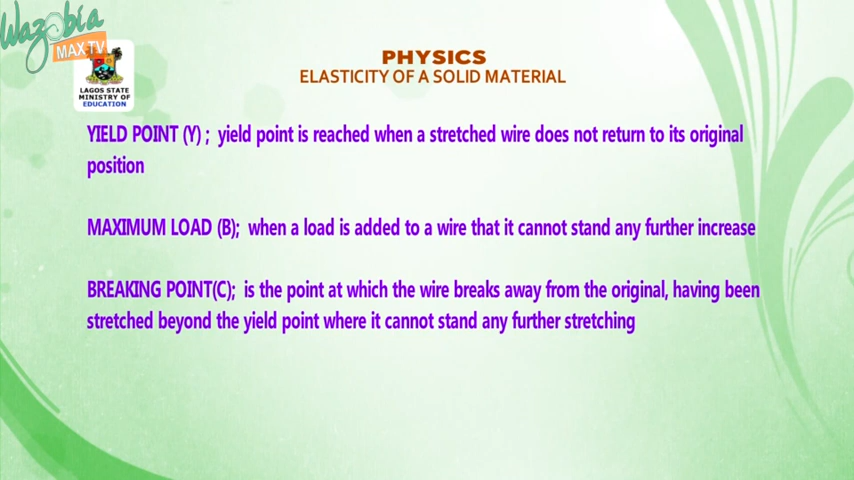 Wazobia
MAX TV
LAGOS STATE
MINISTRY OF
EDUCATION
PHYSICS
ELASTICITY OF A SOLID MATERIAL
YIELD POINT (Y) ; yield point is reached when a stretched wire does not return to its original
position
MAXIMUM LOAD (B); when a load is added to a wire that it cannot stand any further increase
BREAKING POINT(C); is the point at which the wire breaks away from the original, having been
stretched beyond the yield point where it cannot stand any further stretching